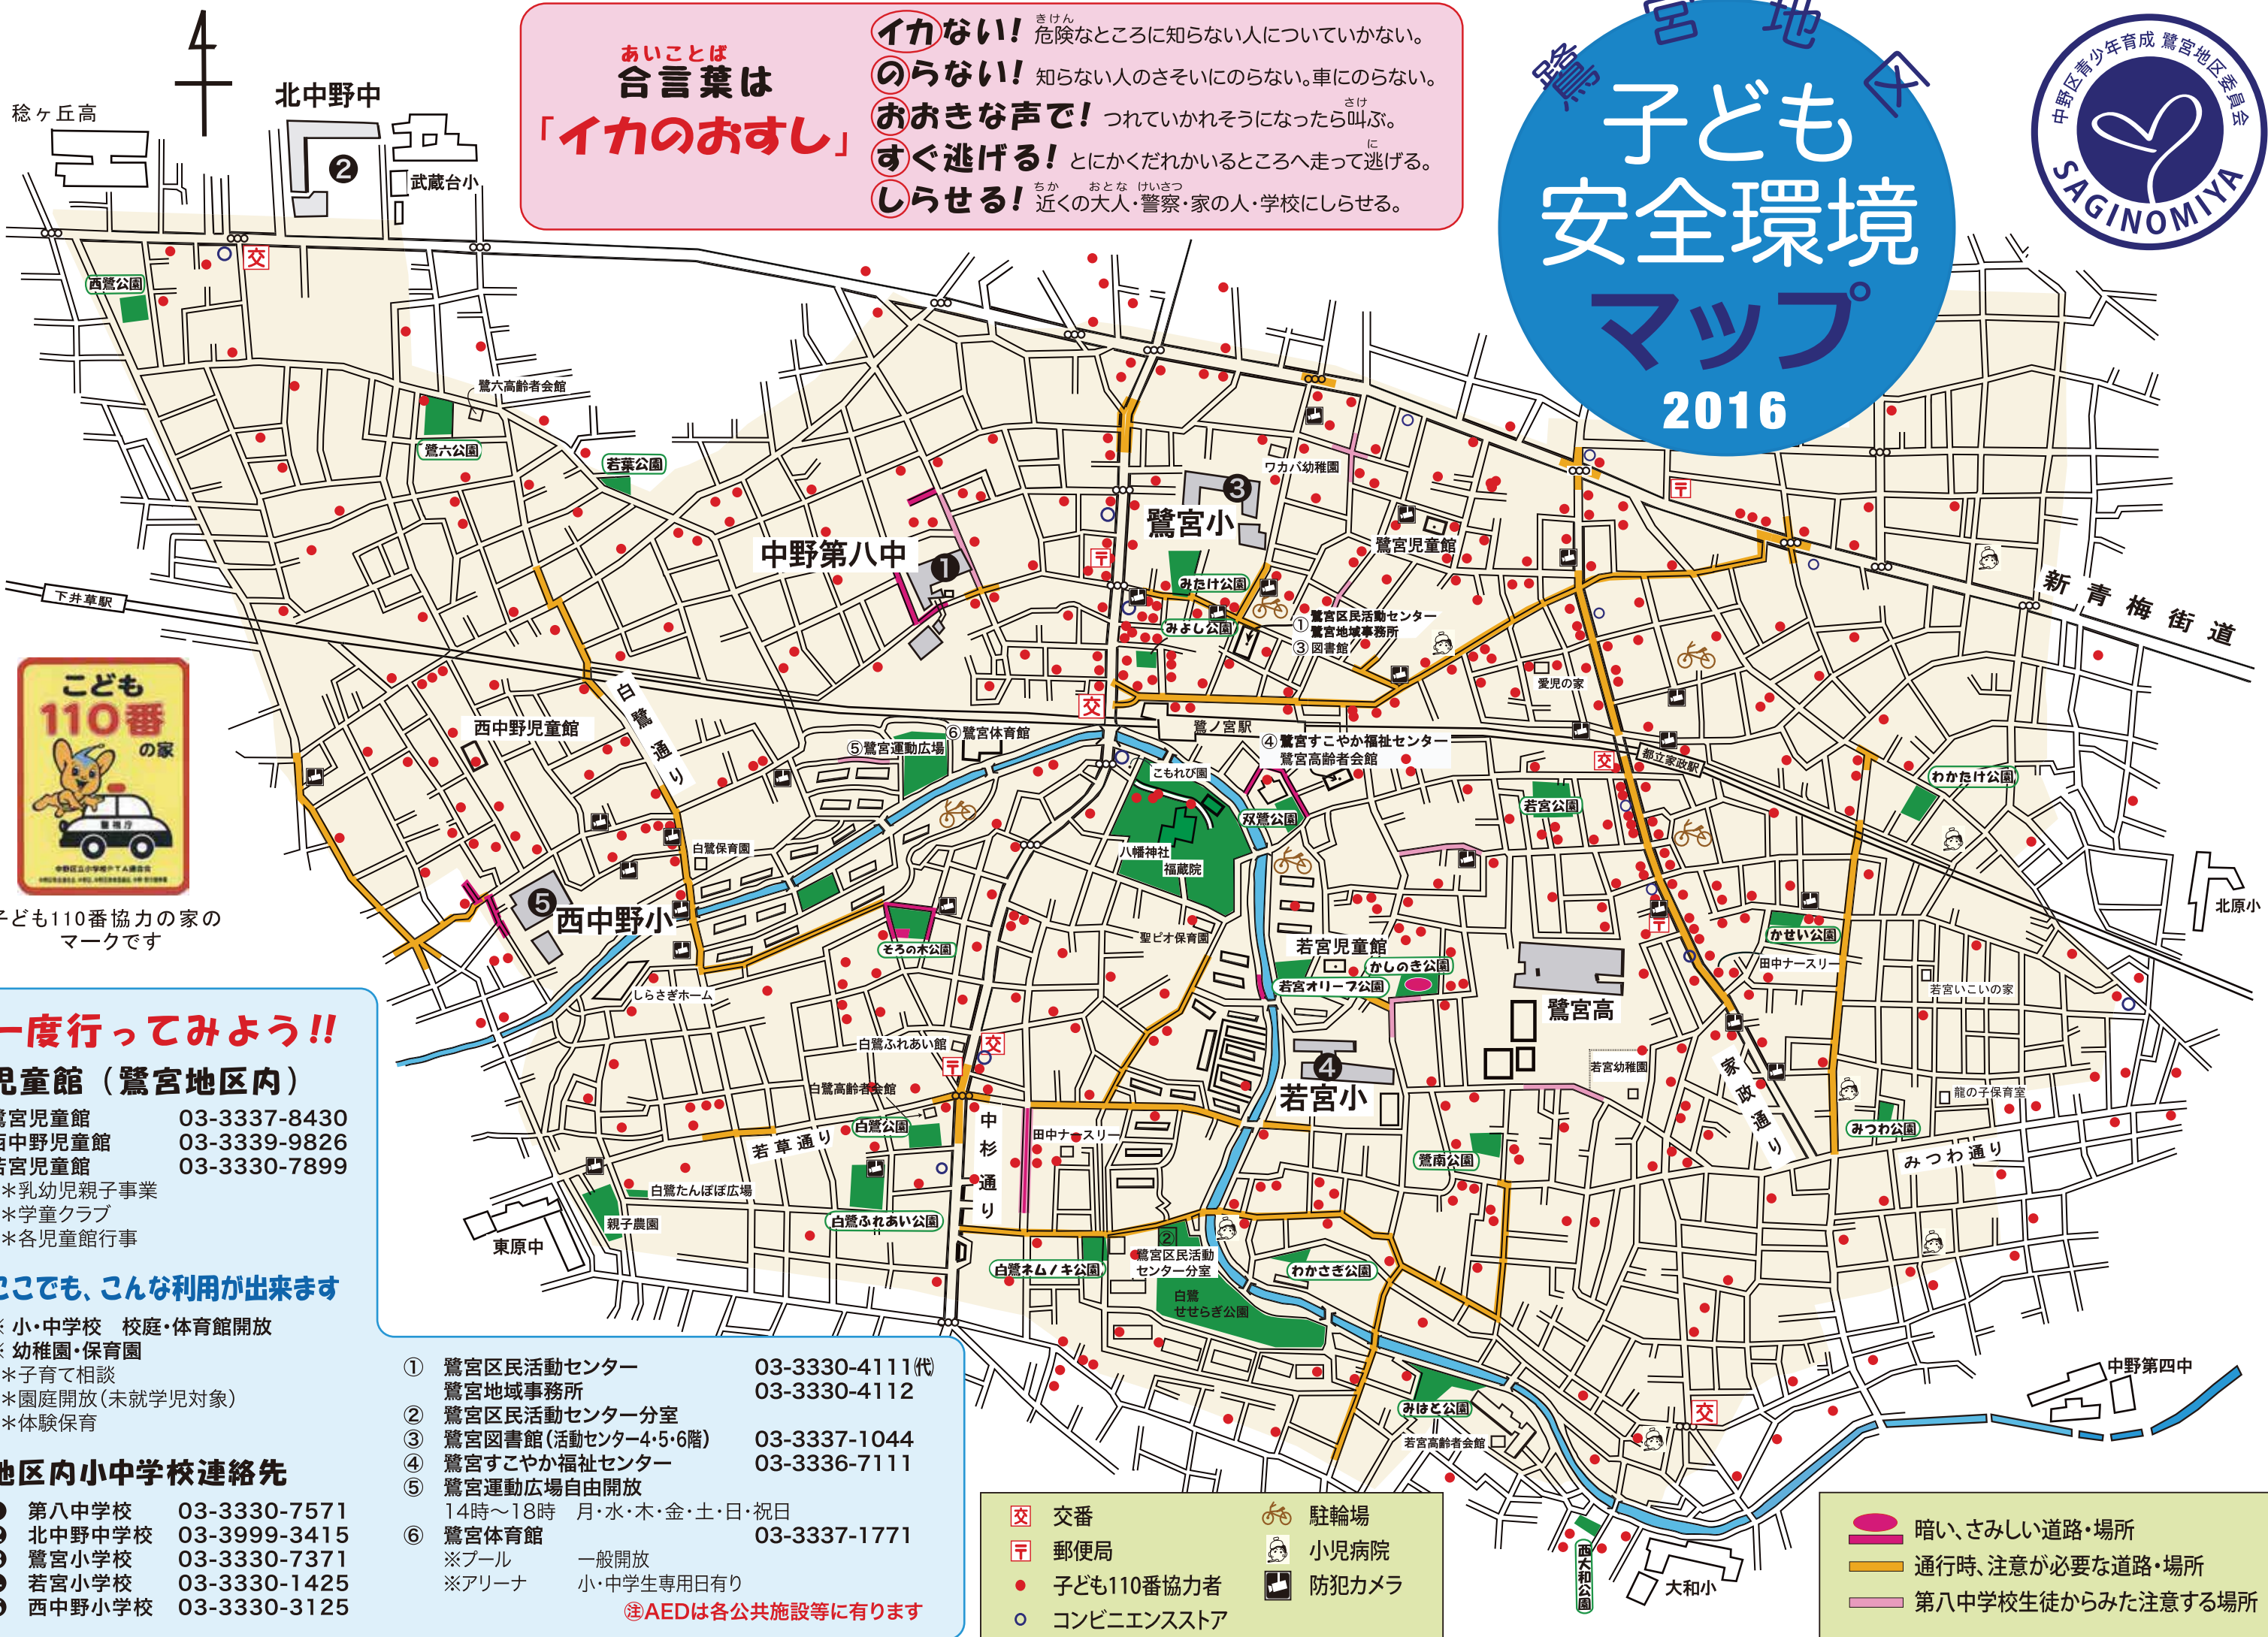 鷺宮地区
子ども
安全環境
マップ
2016
中野区青少年育成 鷺宮地区委員会
SAGINOMIYA
あいことば
合言葉は
「イカのおすし」
イカない! 危険なところに知らない人についていかない。
きけん
のらない! 知らない人のさそいにのらない。車にのらない。
おおきな声で! つれていかれそうになったら叫ぶ。
さけ
すぐ逃げる! とにかくだれかいるところへ走って逃げる。
に
しらせる! 近くの大人・警察・家の人・学校にしらせる。
ちか おとな けいさつ
稔ヶ丘高
北中野中
❷
武蔵台小
交
西鷺公園
鷺六高齢者会館
鷺六公園
若葉公園
中野第八中
❶
❸
鷺宮小
ワカバ幼稚園
鷺宮児童館
〒
〒
みたけ公園
みよし公園
①鷺宮区民活動センター
鷺宮地域事務所
③図書館
愛児の家
新青梅街道
下井草駅
白鷺通り
西中野児童館
交
鷺ノ宮駅
⑥鷺宮体育館
⑤鷺宮運動広場
④鷺宮すこやか福祉センター
鷺宮高齢者会館
交
都立家政駅
こもれび園
双鷺公園
八幡神社
福蔵院
若宮公園
わかたけ公園
白鷺保育園
❺
西中野小
そろの木公園
聖ピオ保育園
若宮児童館
かしのき公園
若宮オリーブ公園
鷺宮高
〒
かせい公園
田中ナースリー
北原小
若宮いこいの家
しらさぎホーム
白鷺ふれあい館
交
〒
白鷺高齢者会館
白鷺公園
若草通り
中杉通り
田中ナースリー
❹
若宮小
若宮幼稚園
家政通り
龍の子保育室
みつわ公園
みつわ通り
鷺南公園
白鷺たんぽぽ広場
親子農園
東原中
白鷺ふれあい公園
白鷺ネムノキ公園
②
鷺宮区民活動
センター分室
白鷺
せせらぎ公園
わかさぎ公園
みはと公園
若宮高齢者会館
交
中野第四中
西大和公園
大和小
こども
110番
の家
警視庁
中野区立小学校PTA連合会
子ども110番協力の家の
マークです
一度行ってみよう!!
児童館(鷺宮地区内)
鷺宮児童館 03-3337-8430
西中野児童館 03-3339-9826
若宮児童館 03-3330-7899
*乳幼児親子事業
*学童クラブ
*各児童館行事
ここでも、こんな利用が出来ます
※ 小・中学校 校庭・体育館開放
※ 幼稚園・保育園
*子育て相談
*園庭開放(未就学児対象)
*体験保育
地区内小中学校連絡先
第八中学校 03-3330-7571
北中野中学校 03-3999-3415
鷺宮小学校 03-3330-7371
若宮小学校 03-3330-1425
西中野小学校 03-3330-3125
① 鷺宮区民活動センター 03-3330-4111㈹
鷺宮地域事務所 03-3330-4112
② 鷺宮区民活動センター分室
③ 鷺宮図書館(活動センター4・5・6階) 03-3337-1044
④ 鷺宮すこやか福祉センター 03-3336-7111
⑤ 鷺宮運動広場自由開放
14時〜18時 月・水・木・金・土・日・祝日
⑥ 鷺宮体育館 03-3337-1771
※プール 一般開放
※アリーナ 小・中学生専用日有り
㊟AEDは各公共施設等に有ります
交 交番
〒 郵便局
子ども110番協力者
コンビニエンスストア
駐輪場
小児病院
防犯カメラ
暗い、さみしい道路・場所
通行時、注意が必要な道路・場所
第八中学校生徒からみた注意する場所